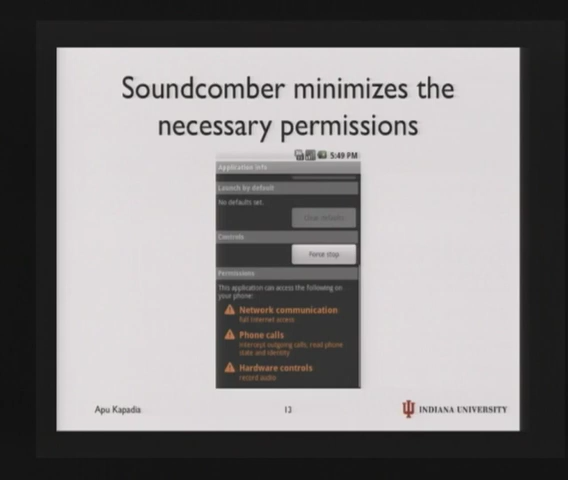 Soundcomber minimizes the
necessary permissions
5:49 PM
Application info
Launch by default
No defaults set.
Clear defaults
Controls
Force stop
Permissions
This application can access the following on
your phone:
Network communication
full Internet access
Phone calls
intercept outgoing calls, read phone
state and identity
Hardware controls
record audio
Apu Kapadia
12
INDIANA UNIVERSITY